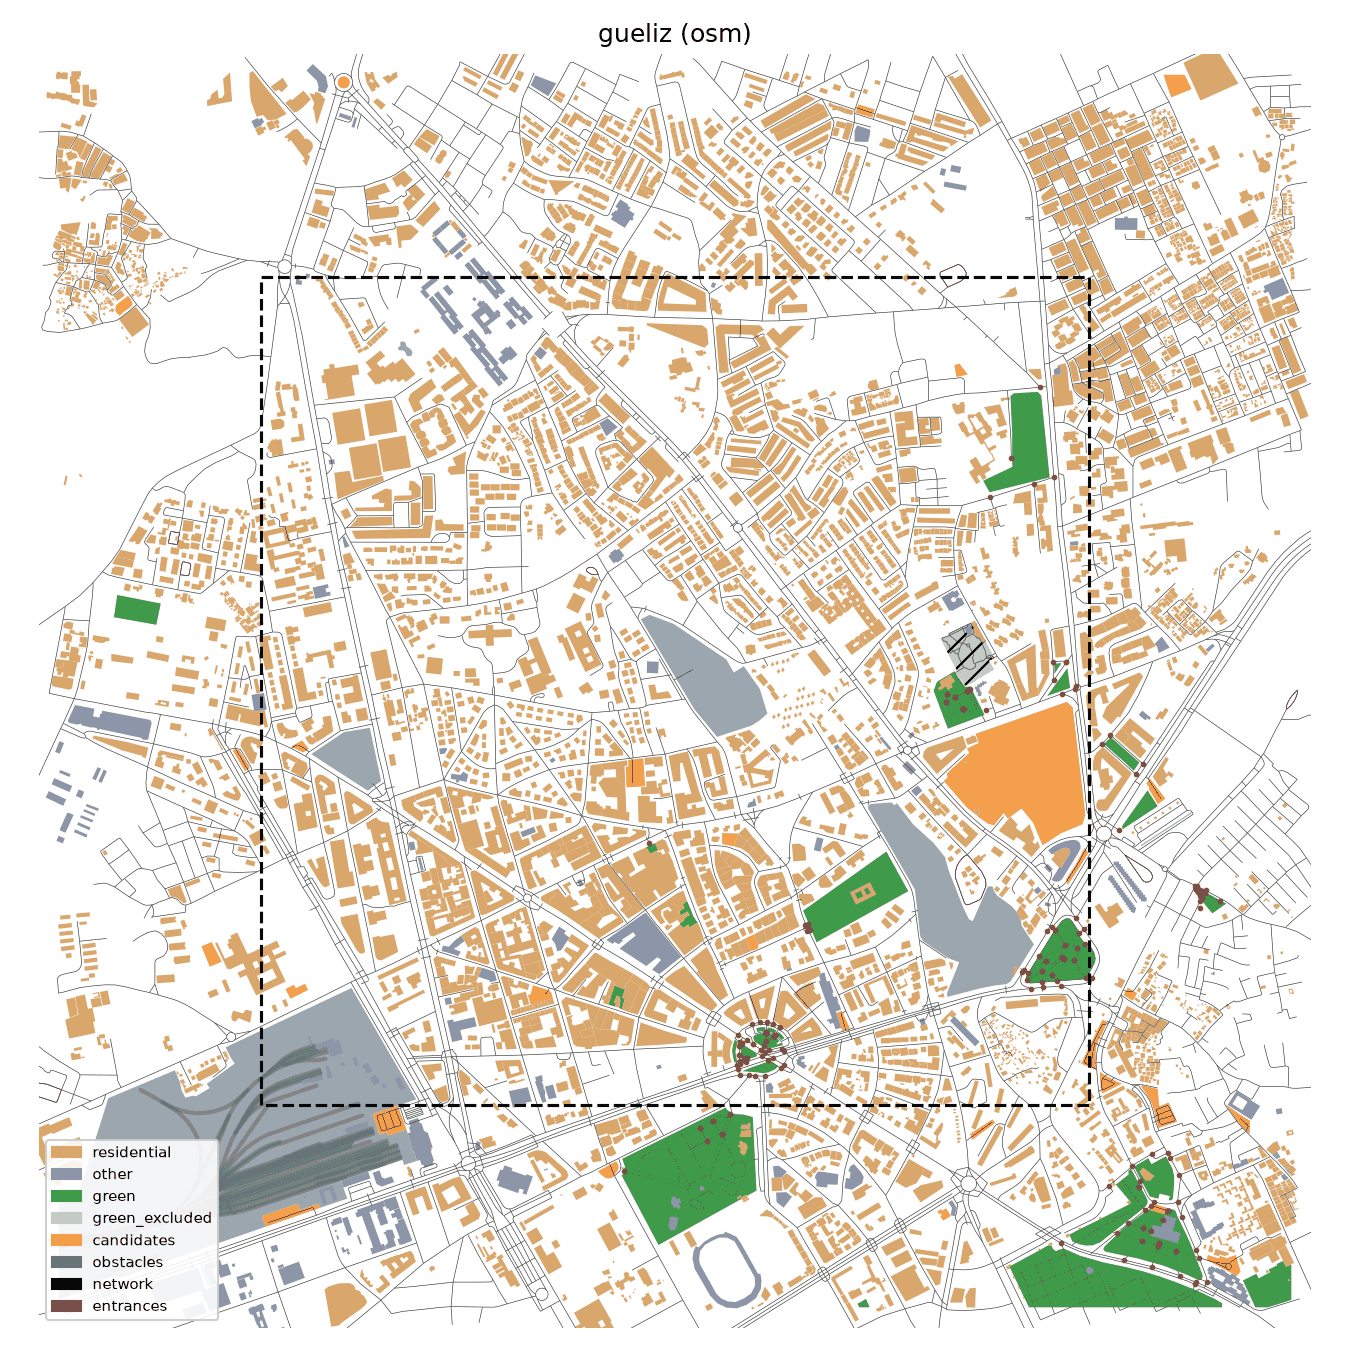 gueliz (osm)
residential
other
green
green_excluded
candidates
obstacles
network
entrances